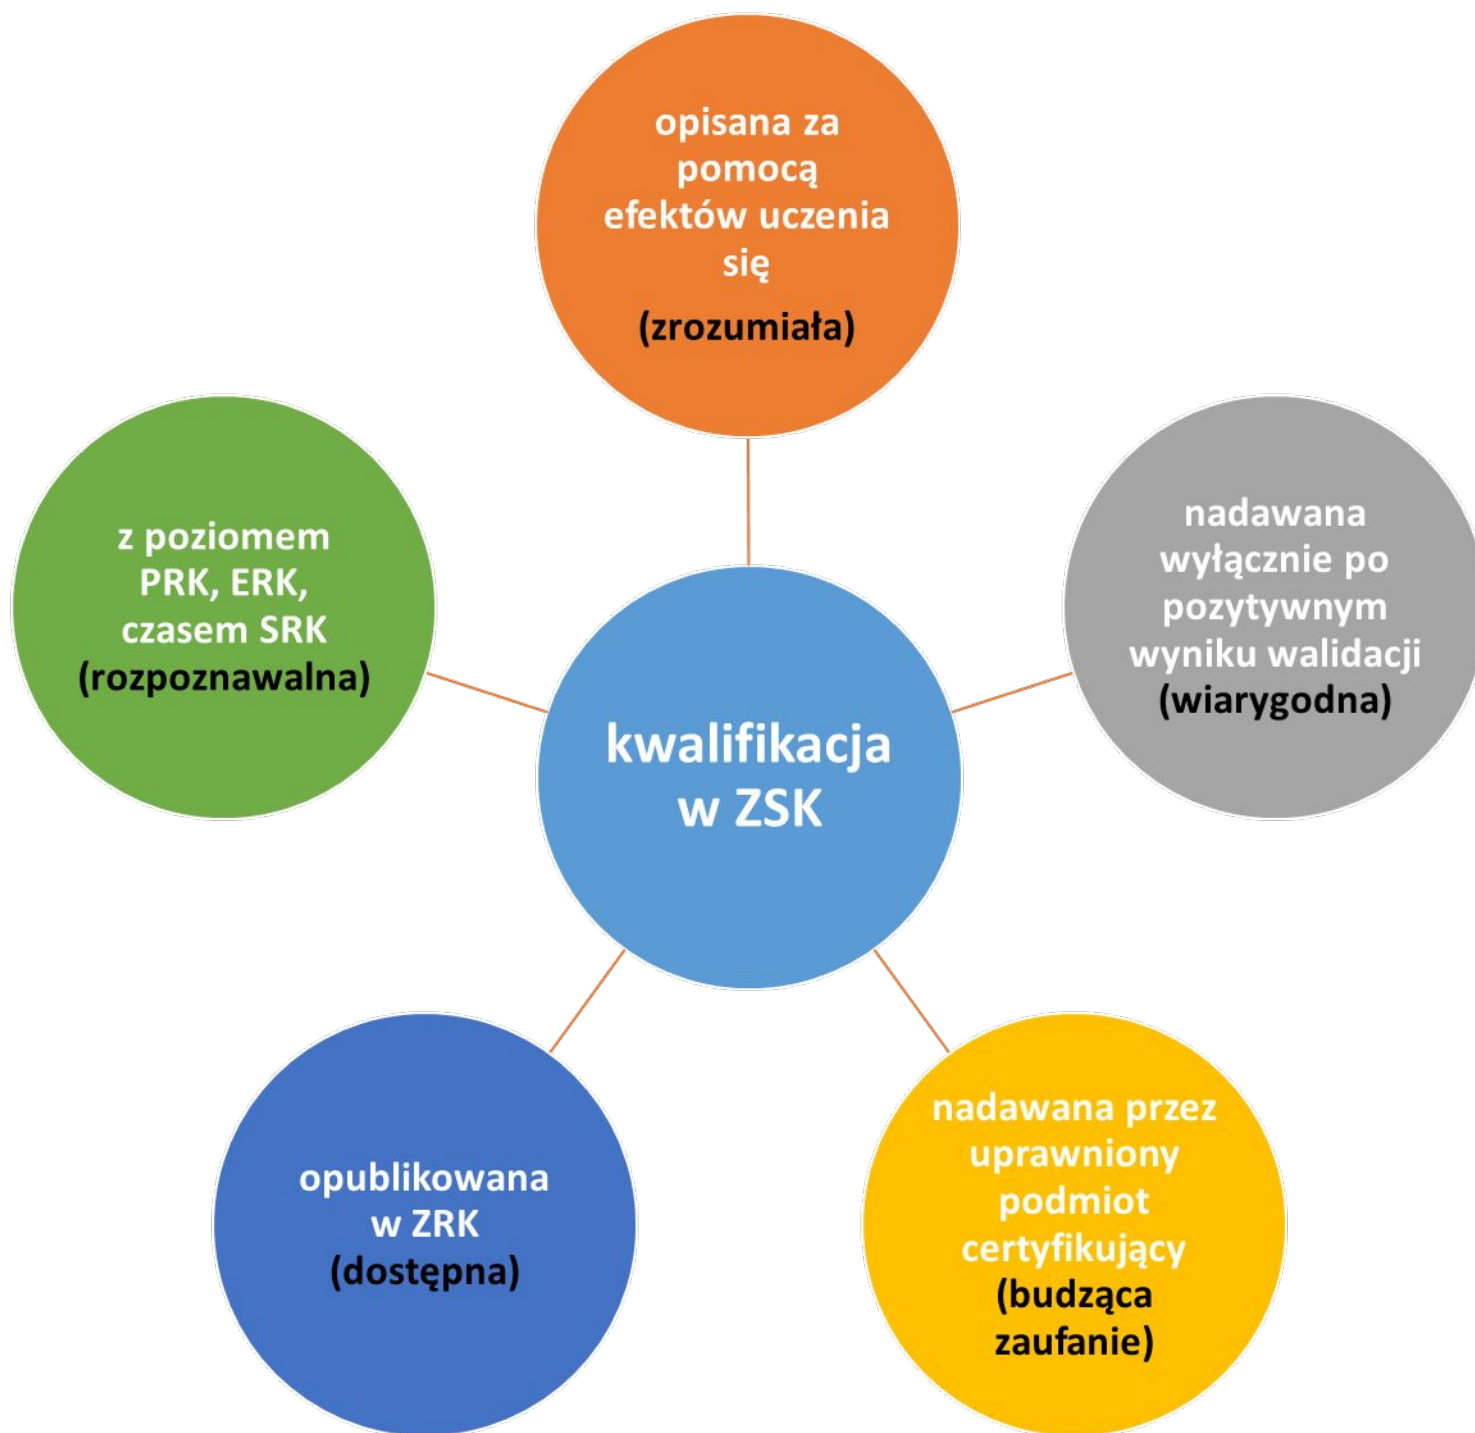 opisana za
pomocą
efektów uczenia
się
(zrozumiała)
nadawana
wyłącznie po
pozytywnym
wyniku walidacji
(wiarygodna)
nadawana przez
uprawniony
podmiot
certyfikujący
(budząca
zaufanie)
opublikowana
w ZRK
(dostępna)
z poziomem
PRK, ERK,
czasem SRK
(rozpoznawalna)
kwalifikacja
w ZSK